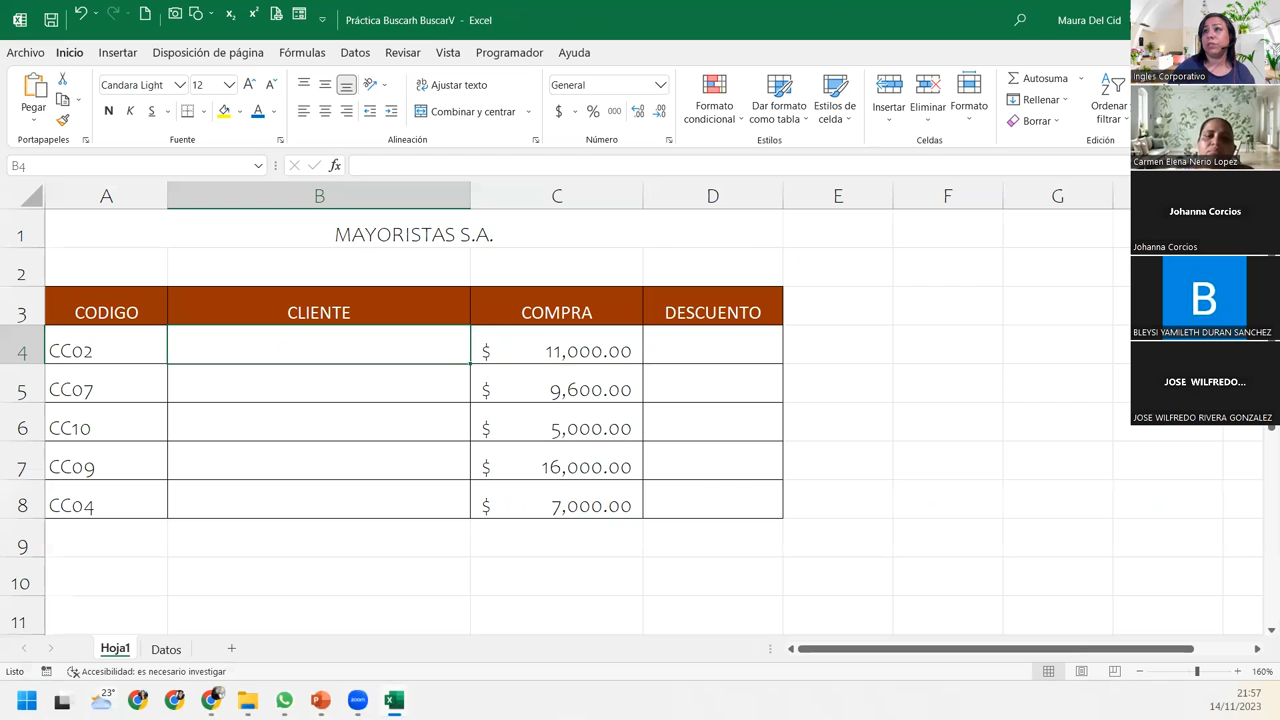 Práctica Buscarh BuscarV - Excel
Maura Del Cid
Archivo Inicio Insertar Disposición de página Fórmulas Datos Revisar Vista Programador Ayuda
Pegar
Portapapeles
Candara Light 12
N K S
Fuente
Ajustar texto
Combinar y centrar
Alineación
General
$ % 000
Número
Formato condicional
Dar formato como tabla
Estilos de celda
Estilos
Insertar
Eliminar
Formato
Celdas
Autosuma
Rellenar
Borrar
Ordenar
filtrar
Edición
B4
fx
A B C D E F G
1 MAYORISTAS S.A.
2
3 CODIGO CLIENTE COMPRA DESCUENTO
4 CC02 $ 11,000.00
5 CC07 $ 9,600.00
6 CC10 $ 5,000.00
7 CC09 $ 16,000.00
8 CC04 $ 7,000.00
9
10
11
Hoja1 Datos
Listo
Accesibilidad: es necesario investigar
160%
23°
zoom
21:57
14/11/2023
Ingles Corporativo
Carmen Elena Nerio Lopez
Johanna Corcios
Johanna Corcios
B
BLEYSI YAMILETH DURAN SANCHEZ
JOSE WILFREDO...
JOSE WILFREDO RIVERA GONZALEZ